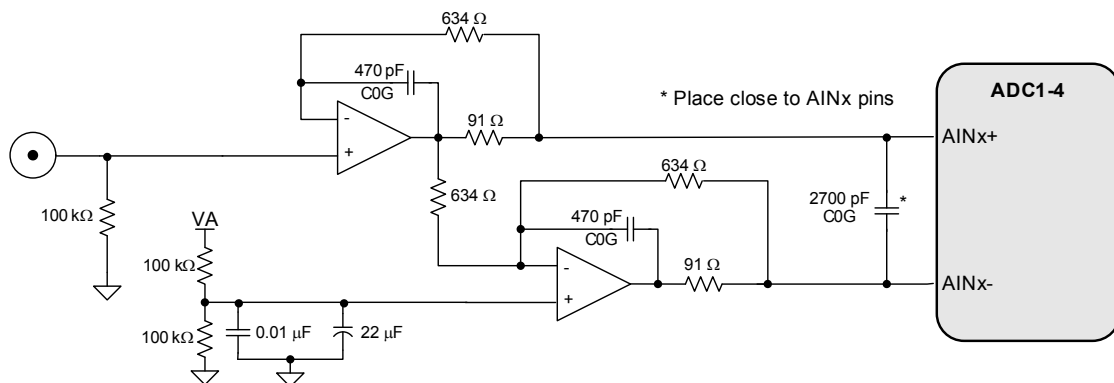 634 Ω
470 pF
C0G
* Place close to AINx pins
ADC1-4
-
+
91 Ω
AINx+
634 Ω
634 Ω
100 kΩ
VA
470 pF
C0G
2700 pF
C0G
*
100 kΩ
-
+
91 Ω
AINx-
100 kΩ
0.01 µF
22 µF